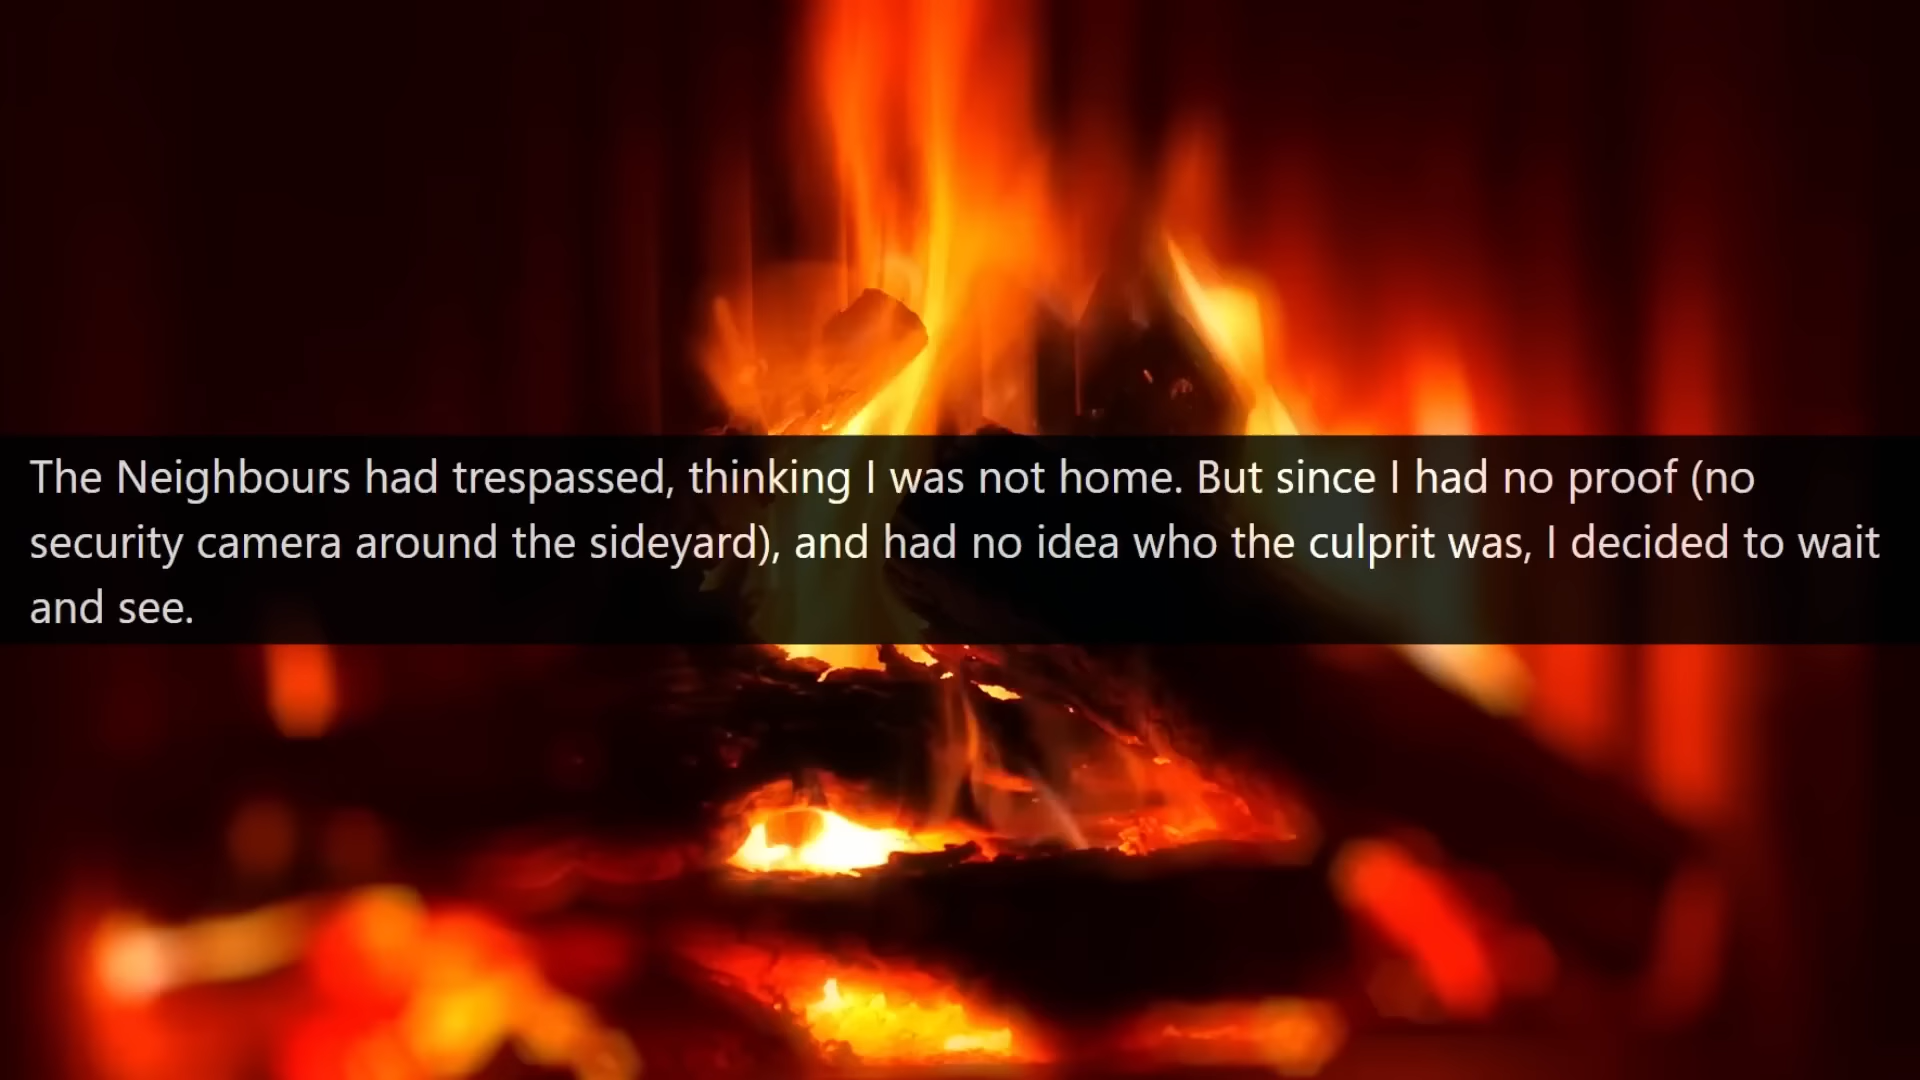 The Neighbours had trespassed, thinking I was not home. But since I had no proof (no
security camera around the sideyard), and had no idea who the culprit was, I decided to wait
and see.